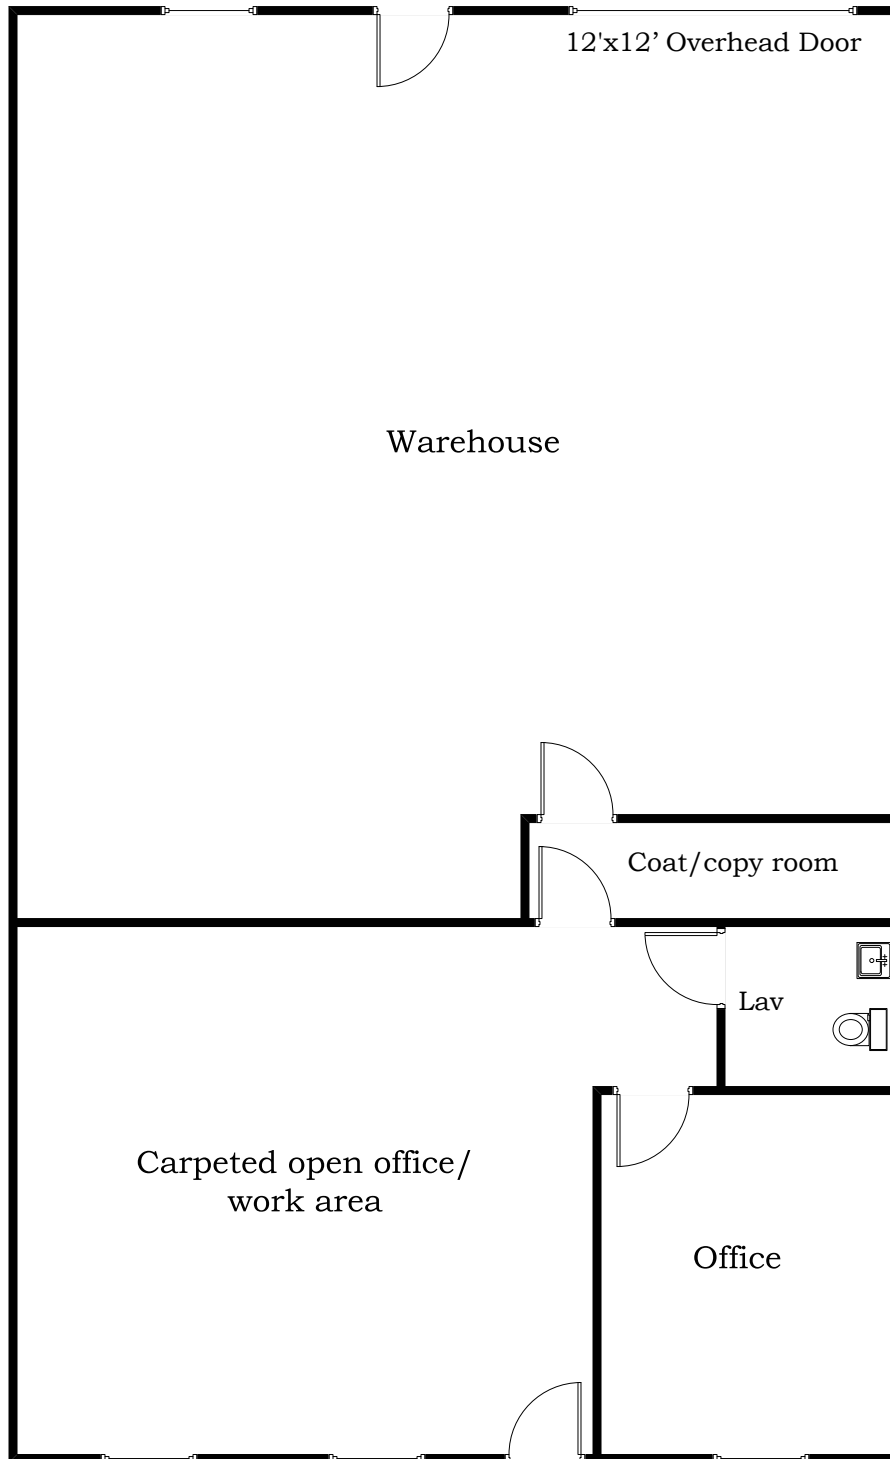 12'x12’ Overhead Door
Warehouse
Coat/copy room
Lav
Carpeted open office/
work area
Office